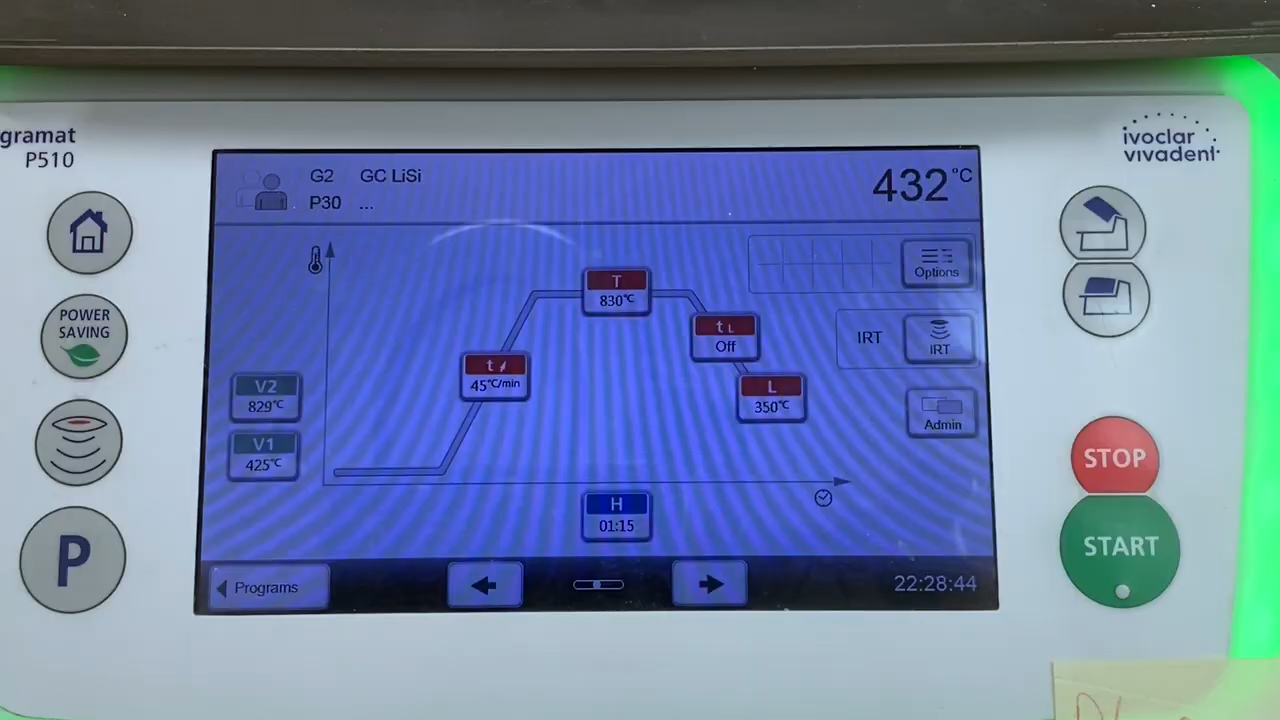 gramat
P510
ivoclar
vivadent
G2 GC LiSi
P30 ...
432 °C
POWER
SAVING
P
Options
T
830°C
IRT
IRT
tL
Off
t
45°C/min
L
350°C
V2
829°C
V1
425°C
Admin
H
01:15
Programs
22:28:44
STOP
START